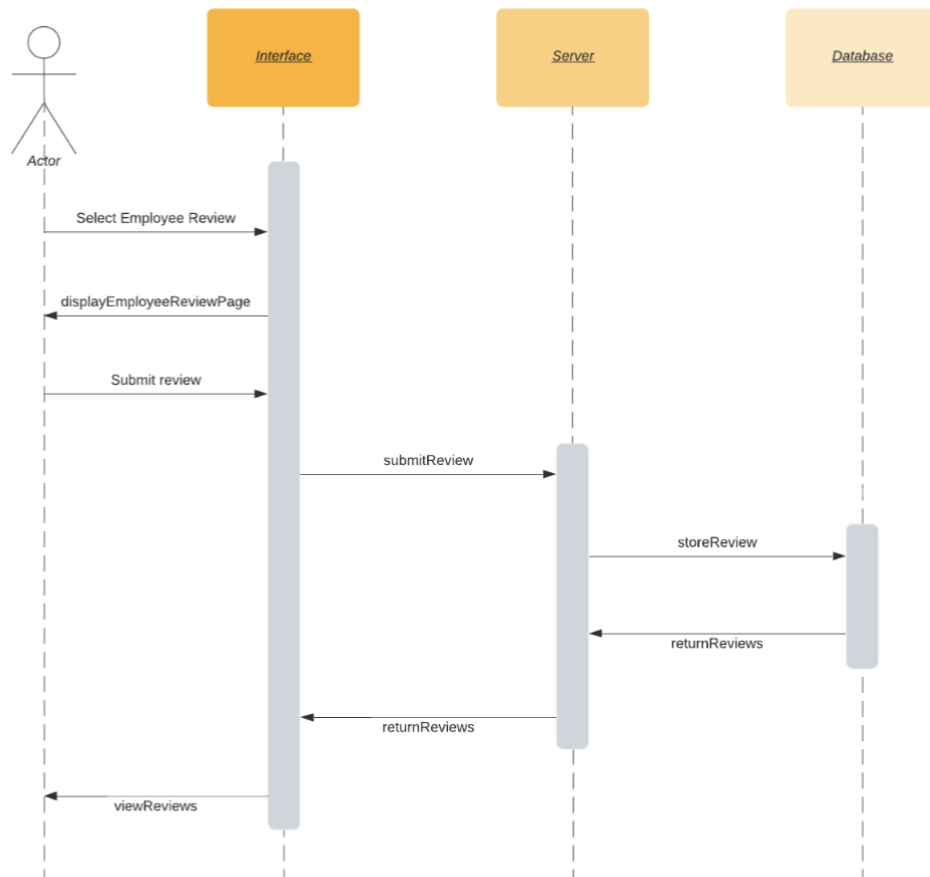 Interface
Server
Database
Actor
Select Employee Review
displayEmployeeReviewPage
Submit review
submitReview
storeReview
returnReviews
returnReviews
viewReviews